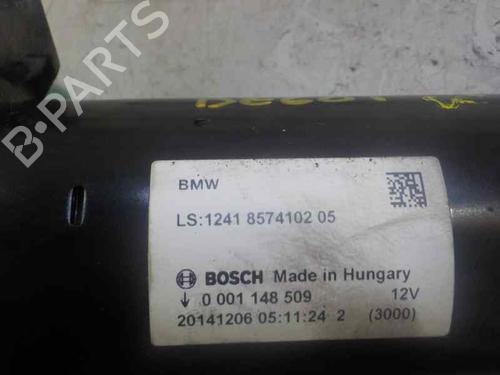 B-PARTS
BMW
LS:1241 8574102 05
BOSCH Made in Hungary
0 001 148 509 12V
20141206 05:11:24 2 (3000)